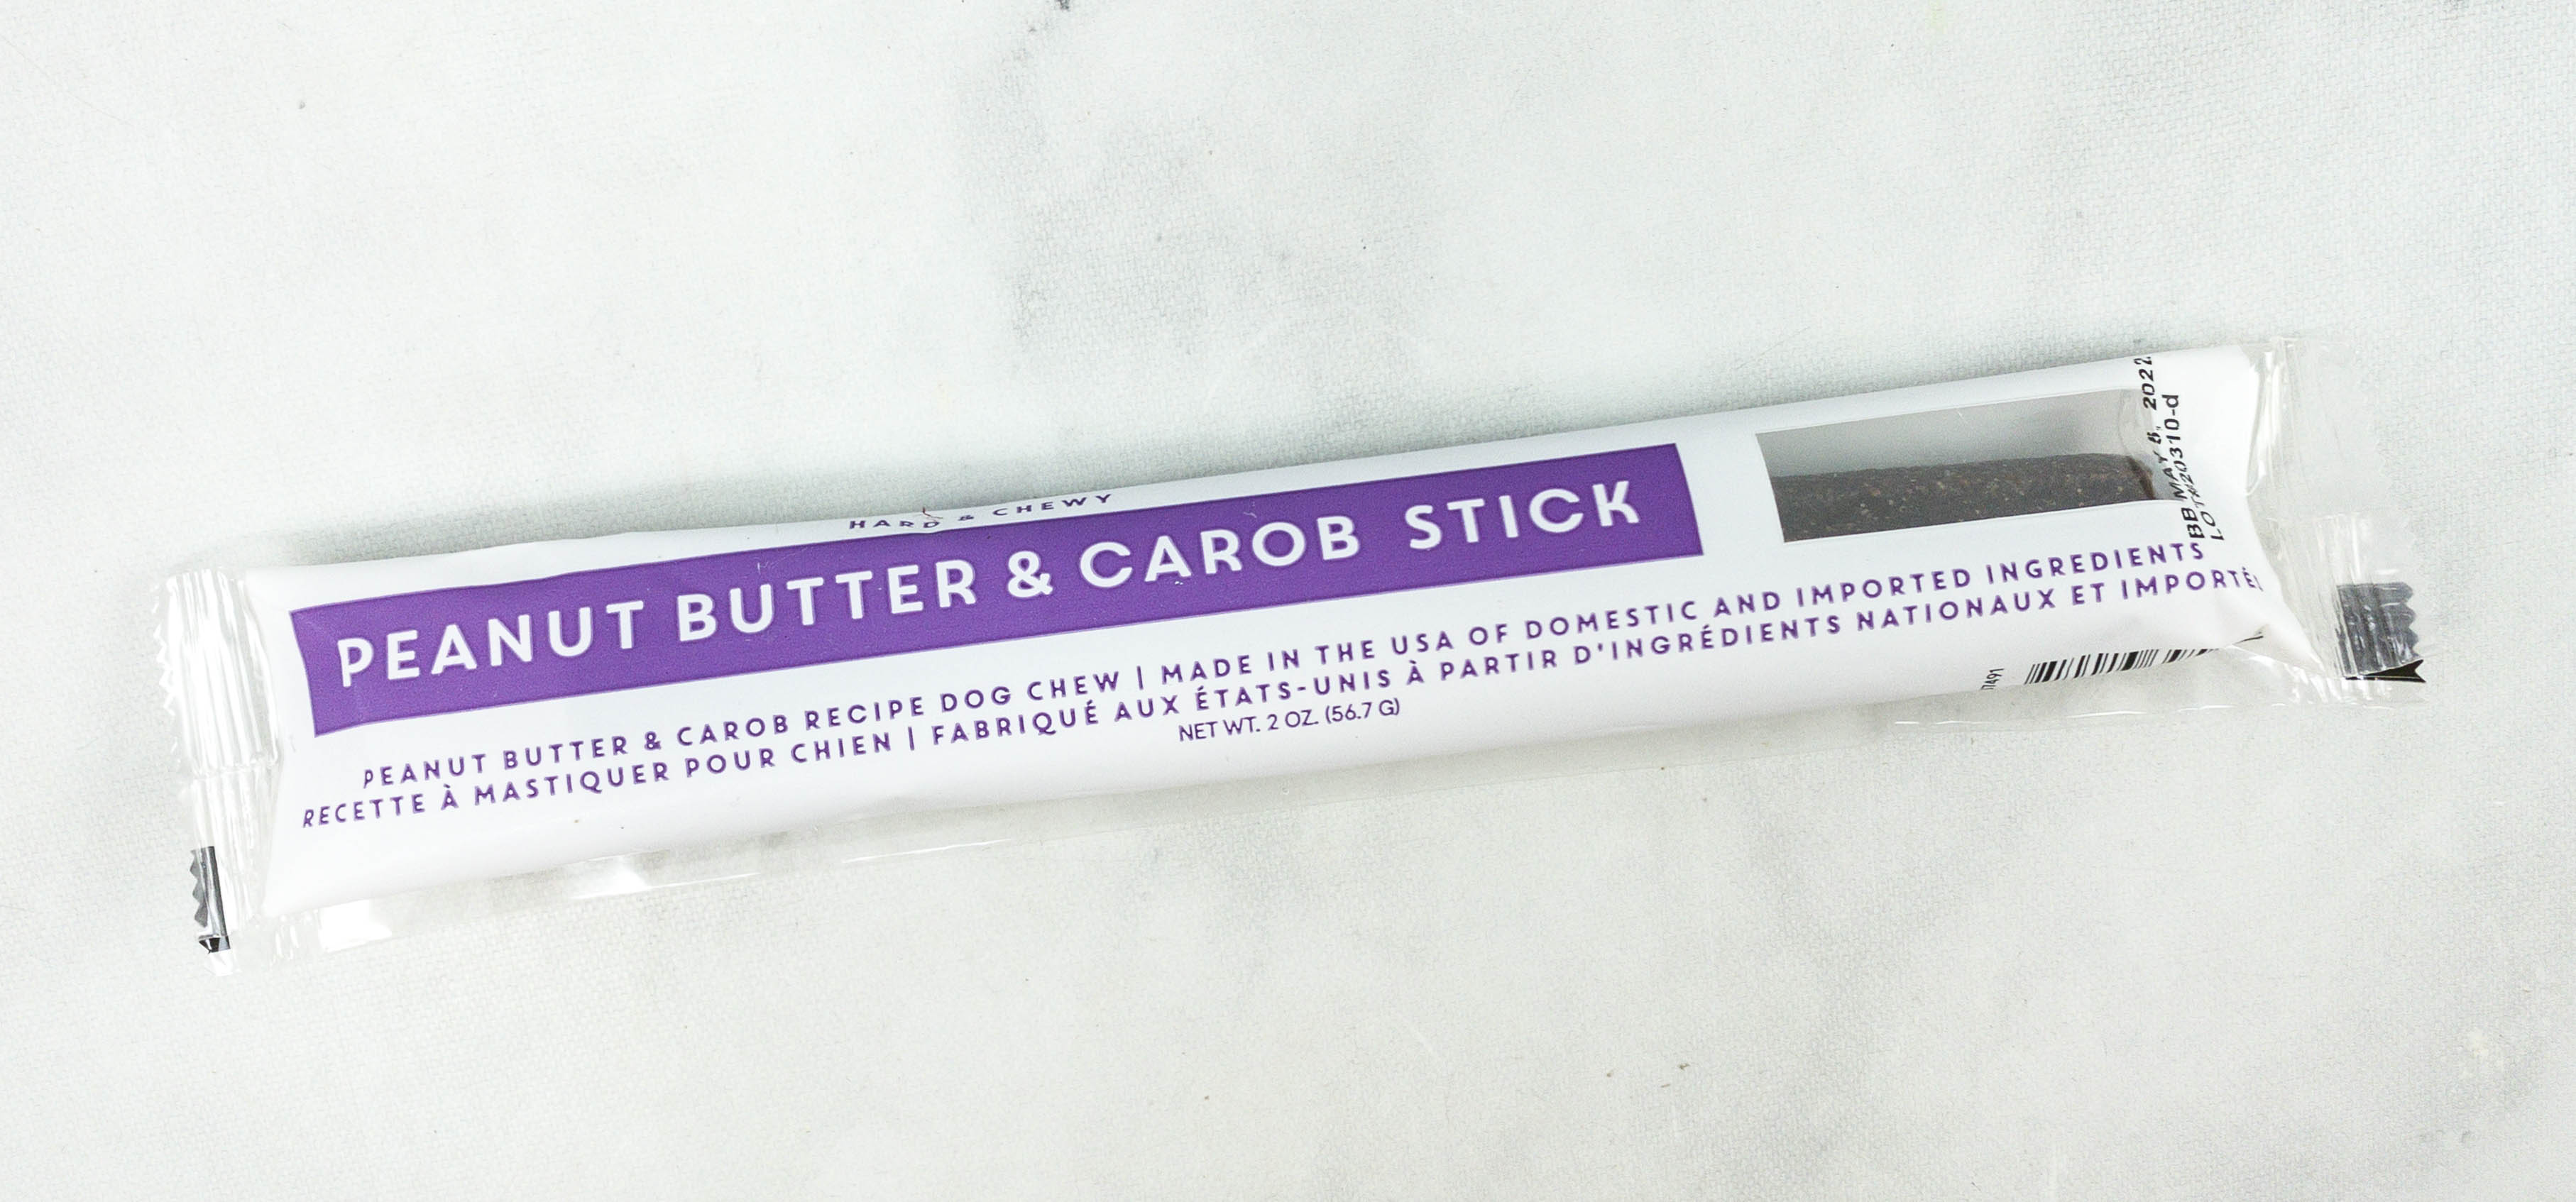 HARD & CHEWY
PEANUT BUTTER & CAROB STICK
PEANUT BUTTER & CAROB RECIPE DOG CHEW | MADE IN THE USA OF DOMESTIC AND IMPORTED INGREDIENTS
RECETTE À MASTIQUER POUR CHIEN | FABRIQUÉ AUX ÉTATS-UNIS À PARTIR D'INGRÉDIENTS NATIONAUX ET IMPORTÉ
NET WT. 2 OZ. (56.7 G)
BB MAY 2022